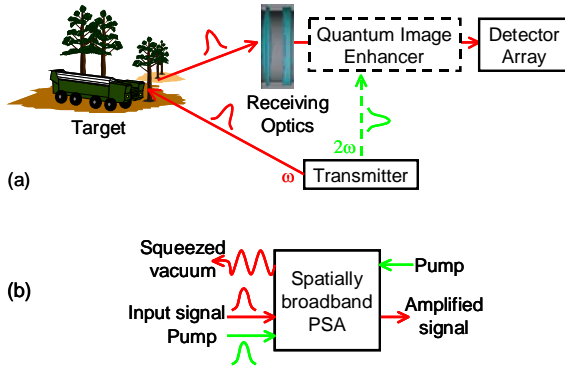 Quantum Image
Enhancer
Detector
Array
Receiving
Optics
Target
2ω
ω
Transmitter
(a)
Squeezed
vacuum
Pump
(b)
Spatially
broadband
PSA
Input signal
Pump
Amplified
signal